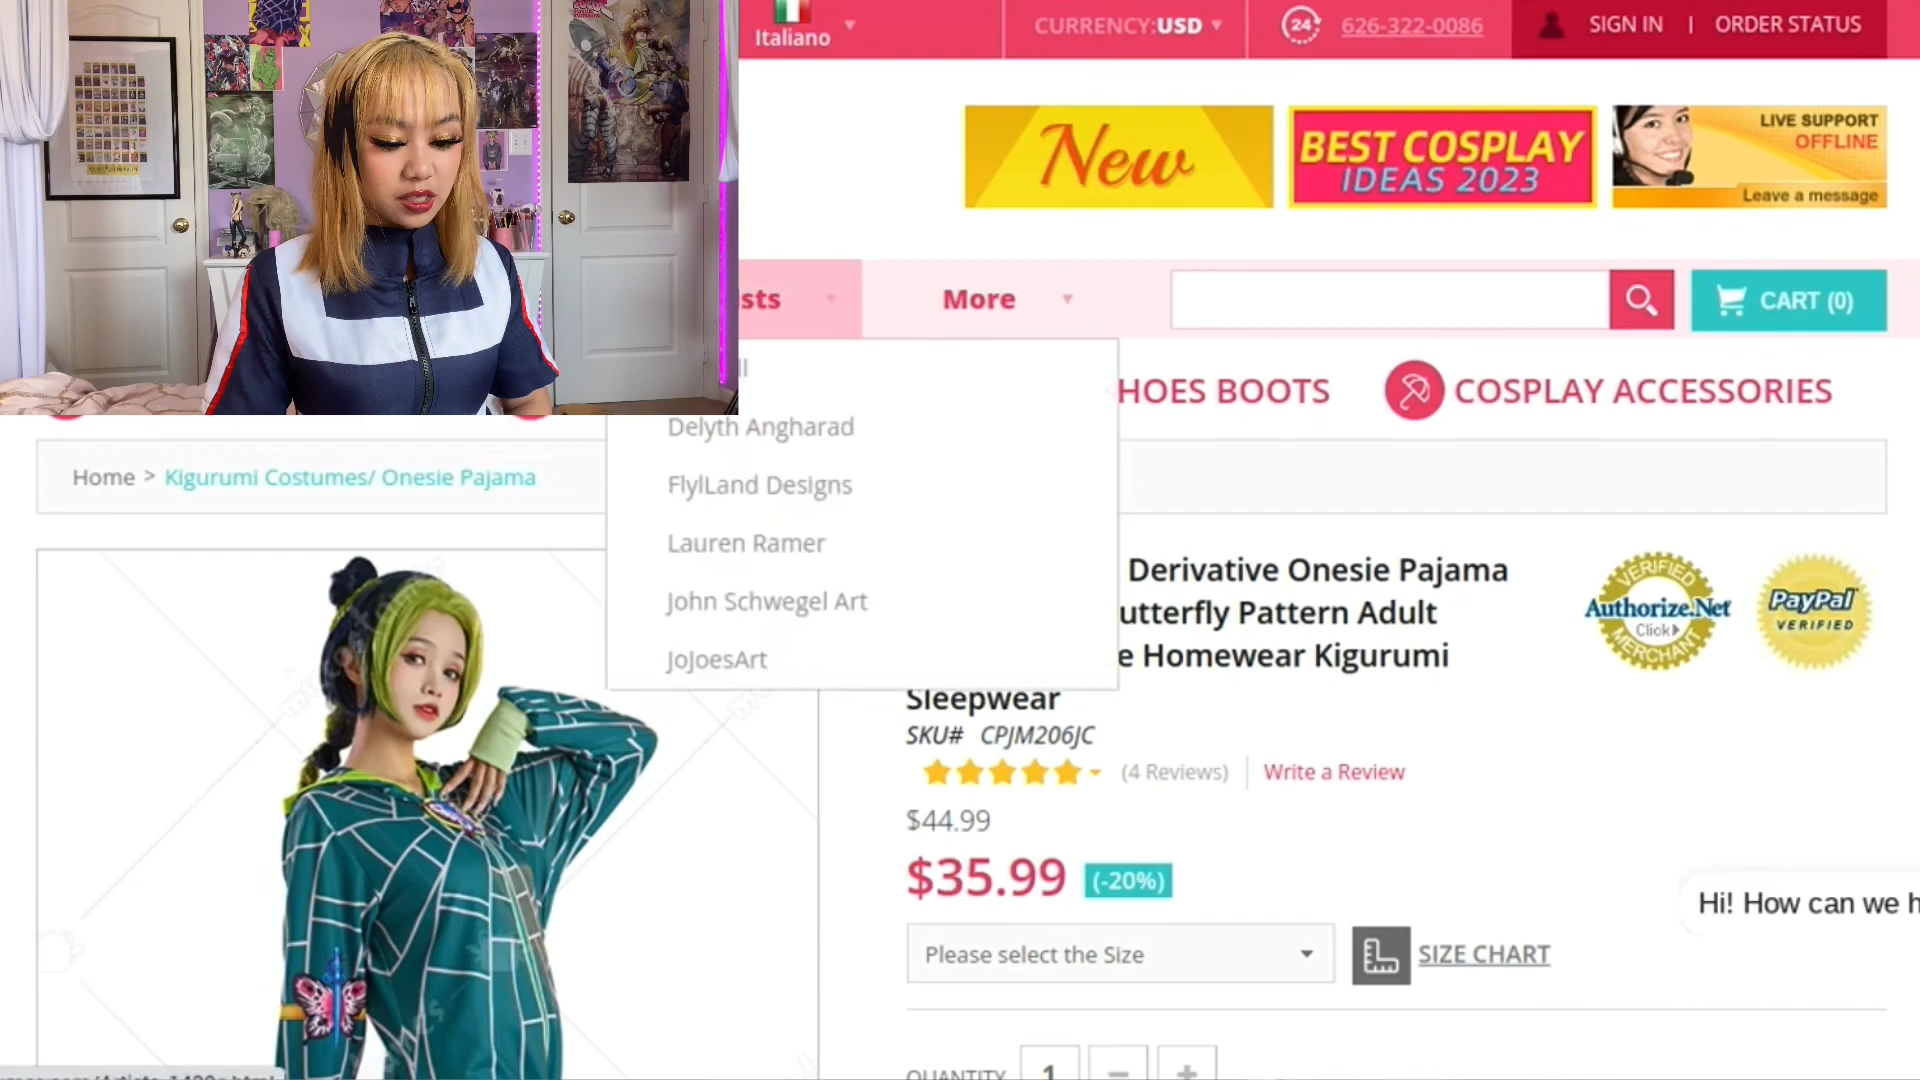 Italiano
CURRENCY:USD
24
626-322-0086
SIGN IN | ORDER STATUS
New
BEST COSPLAY
IDEAS 2023
LIVE SUPPORT
OFFLINE
Leave a message
sts
More
CART (0)
HOES BOOTS
COSPLAY ACCESSORIES
Delyth Angharad
FlylLand Designs
Lauren Ramer
John Schwegel Art
JoJoesArt
Home > Kigurumi Costumes/ Onesie Pajama
Derivative Onesie Pajama
utterfly Pattern Adult
e Homewear Kigurumi
Sleepwear
VERIFIED
Authorize.Net
Click
MERCHANT
PayPal
VERIFIED
SKU# CPJM206JC
(4 Reviews)
Write a Review
$44.99
$35.99 (-20%)
Please select the Size
SIZE CHART
Hi! How can we h
QUANTITY
1